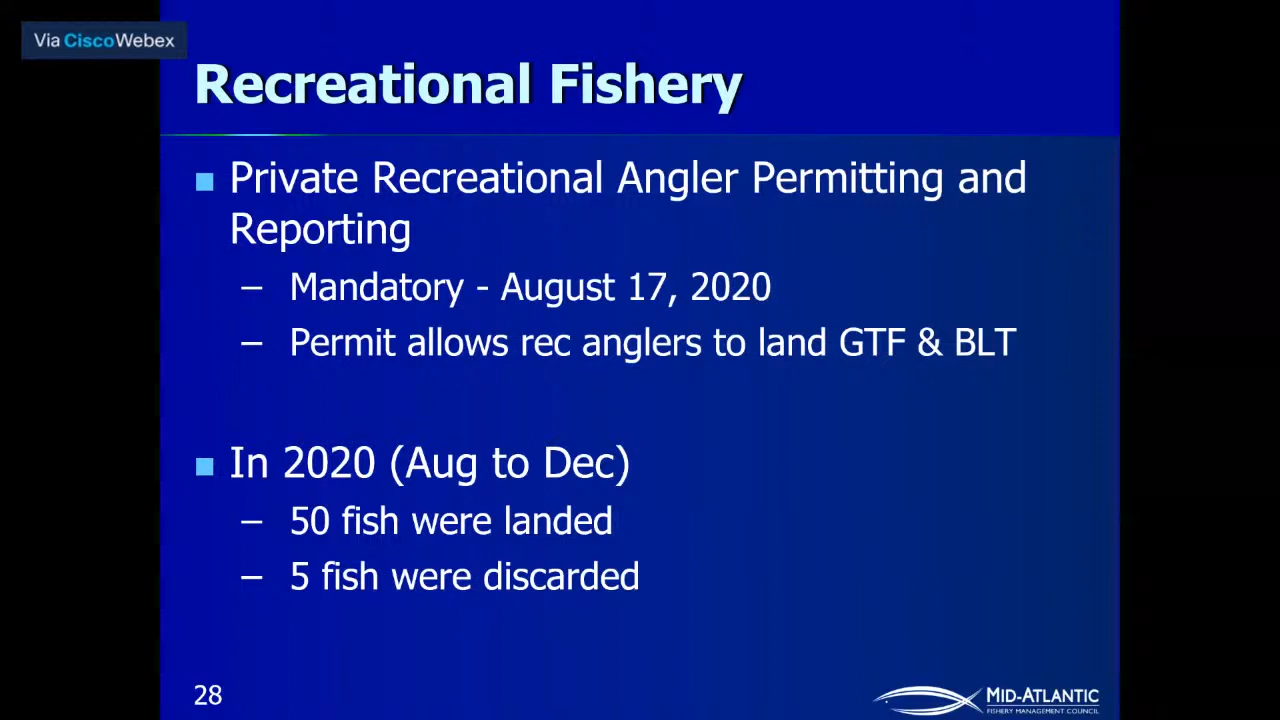 Via CiscoWebex
Recreational Fishery
Private Recreational Angler Permitting and
Reporting
– Mandatory - August 17, 2020
– Permit allows rec anglers to land GTF & BLT
In 2020 (Aug to Dec)
– 50 fish were landed
– 5 fish were discarded
28
MID-ATLANTIC
FISHERY MANAGEMENT COUNCIL